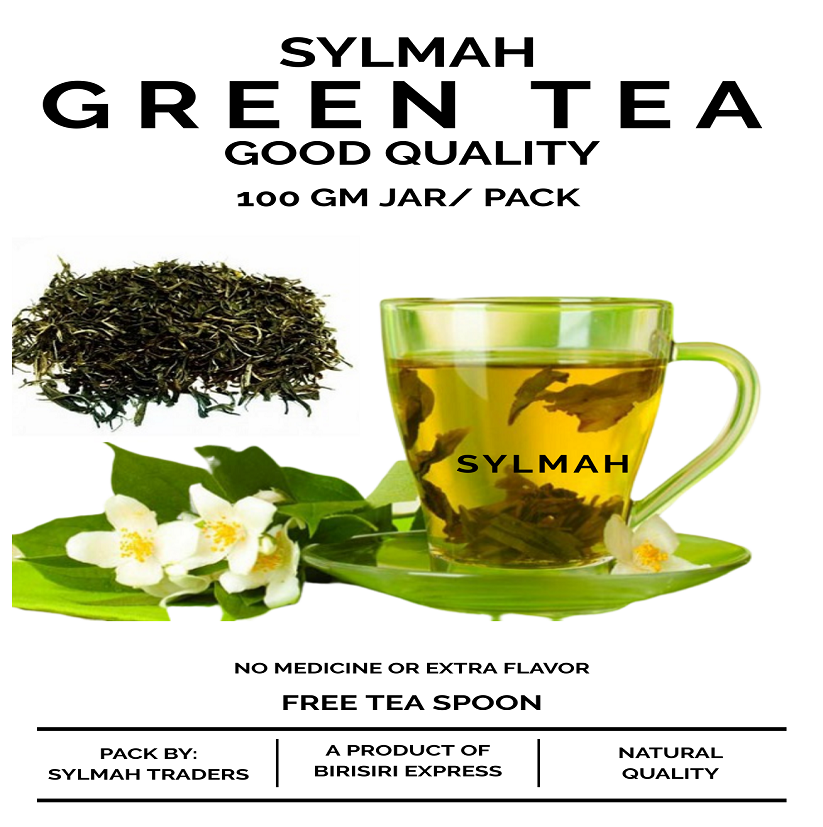 SYLMAH
GREEN TEA
GOOD QUALITY
100 GM JAR/ PACK
SYLMAH
NO MEDICINE OR EXTRA FLAVOR
FREE TEA SPOON
PACK BY:
SYLMAH TRADERS
A PRODUCT OF
BIRISIRI EXPRESS
NATURAL
QUALITY